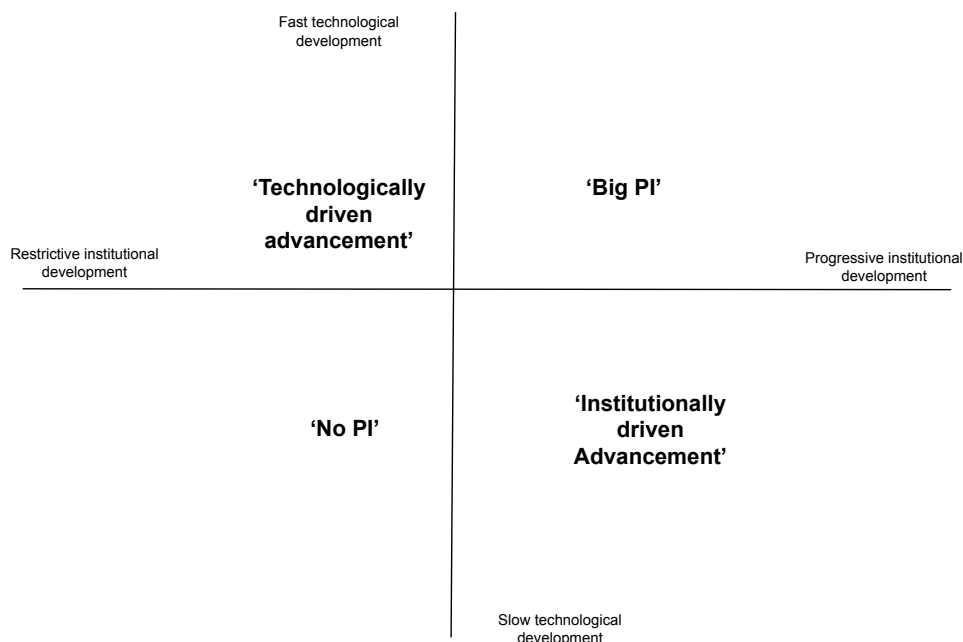 Fast technological
development
‘Technologically
driven
advancement’
‘Big PI’
Restrictive institutional
development
Progressive institutional
development
‘No PI’
‘Institutionally
driven
Advancement’
Slow technological
development